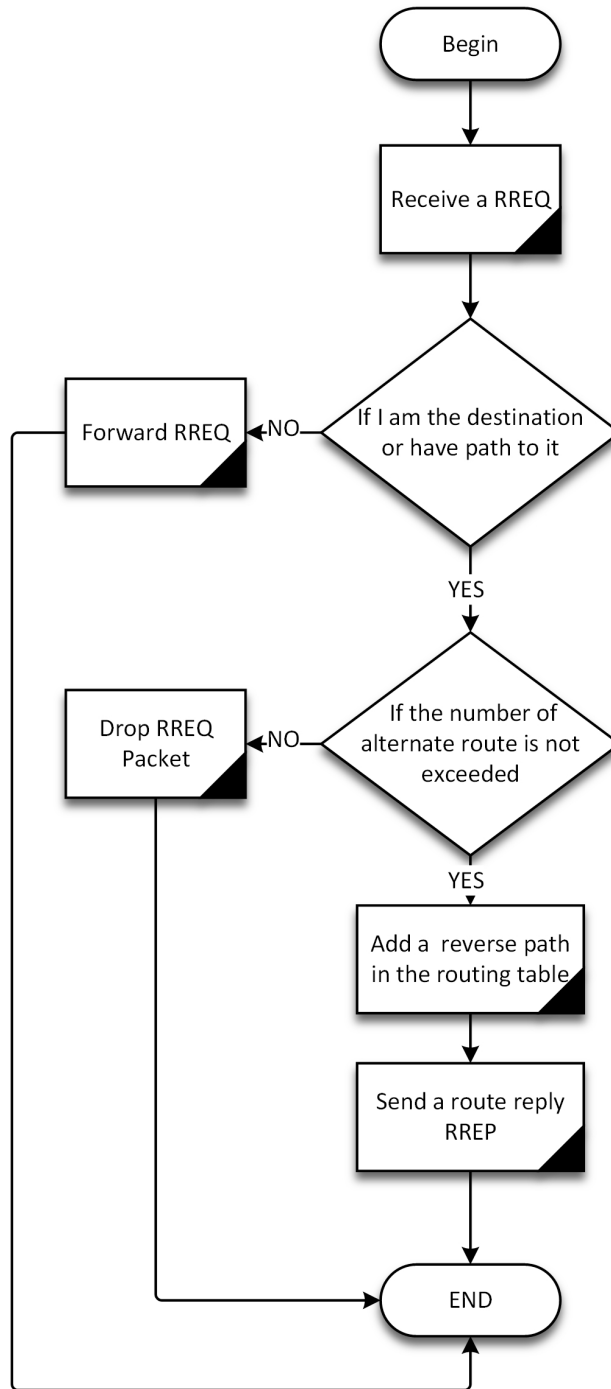 Begin
Receive a RREQ
If I am the destination
or have path to it
NO
Forward RREQ
YES
If the number of
alternate route is not
exceeded
NO
Drop RREQ
Packet
YES
Add a reverse path
in the routing table
Send a route reply
RREP
END